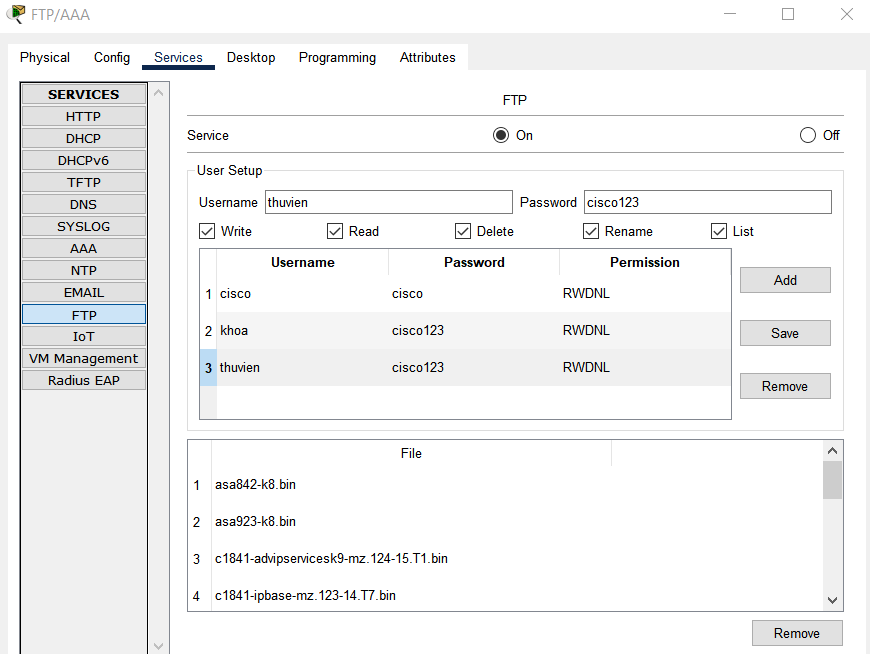 FTP/AAA
Physical Config Services Desktop Programming Attributes
SERVICES
HTTP
DHCP
DHCPv6
TFTP
DNS
SYSLOG
AAA
NTP
EMAIL
FTP
IoT
VM Management
Radius EAP
FTP
Service On Off
User Setup
Username thuvien Password cisco123
Write Read Delete Rename List
Username Password Permission
1 cisco cisco RWDNL
2 khoa cisco123 RWDNL
3 thuvien cisco123 RWDNL
Add
Save
Remove
File
1 asa842-k8.bin
2 asa923-k8.bin
3 c1841-advipservicesk9-mz.124-15.T1.bin
4 c1841-ipbase-mz.123-14.T7.bin
Remove